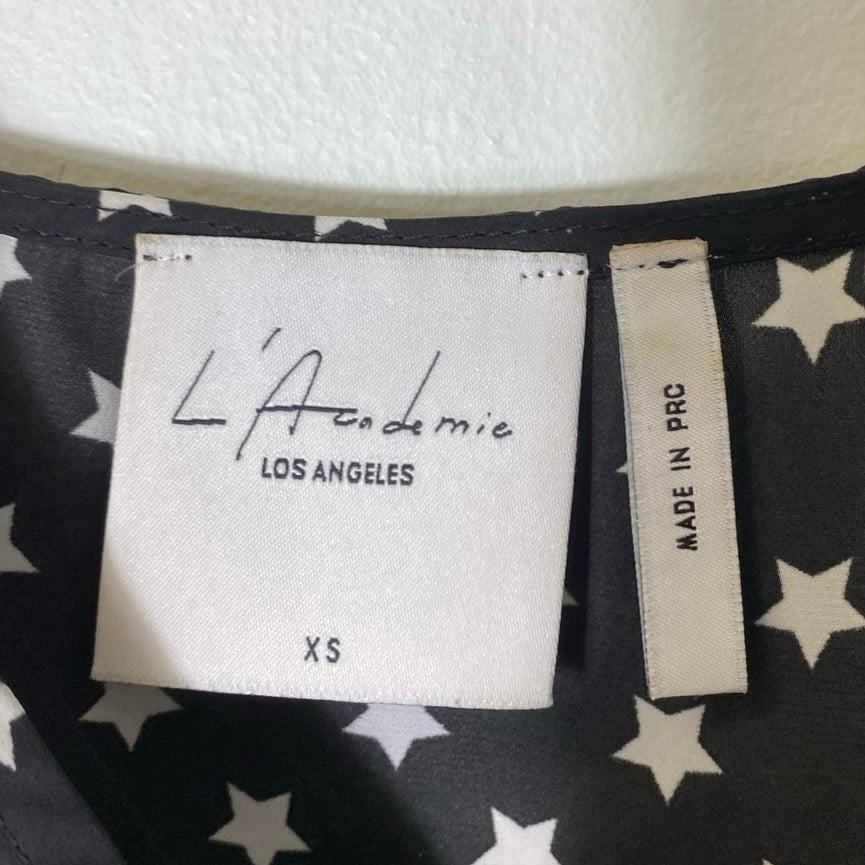 L'Academie
LOS ANGELES
XS
MADE IN PRC